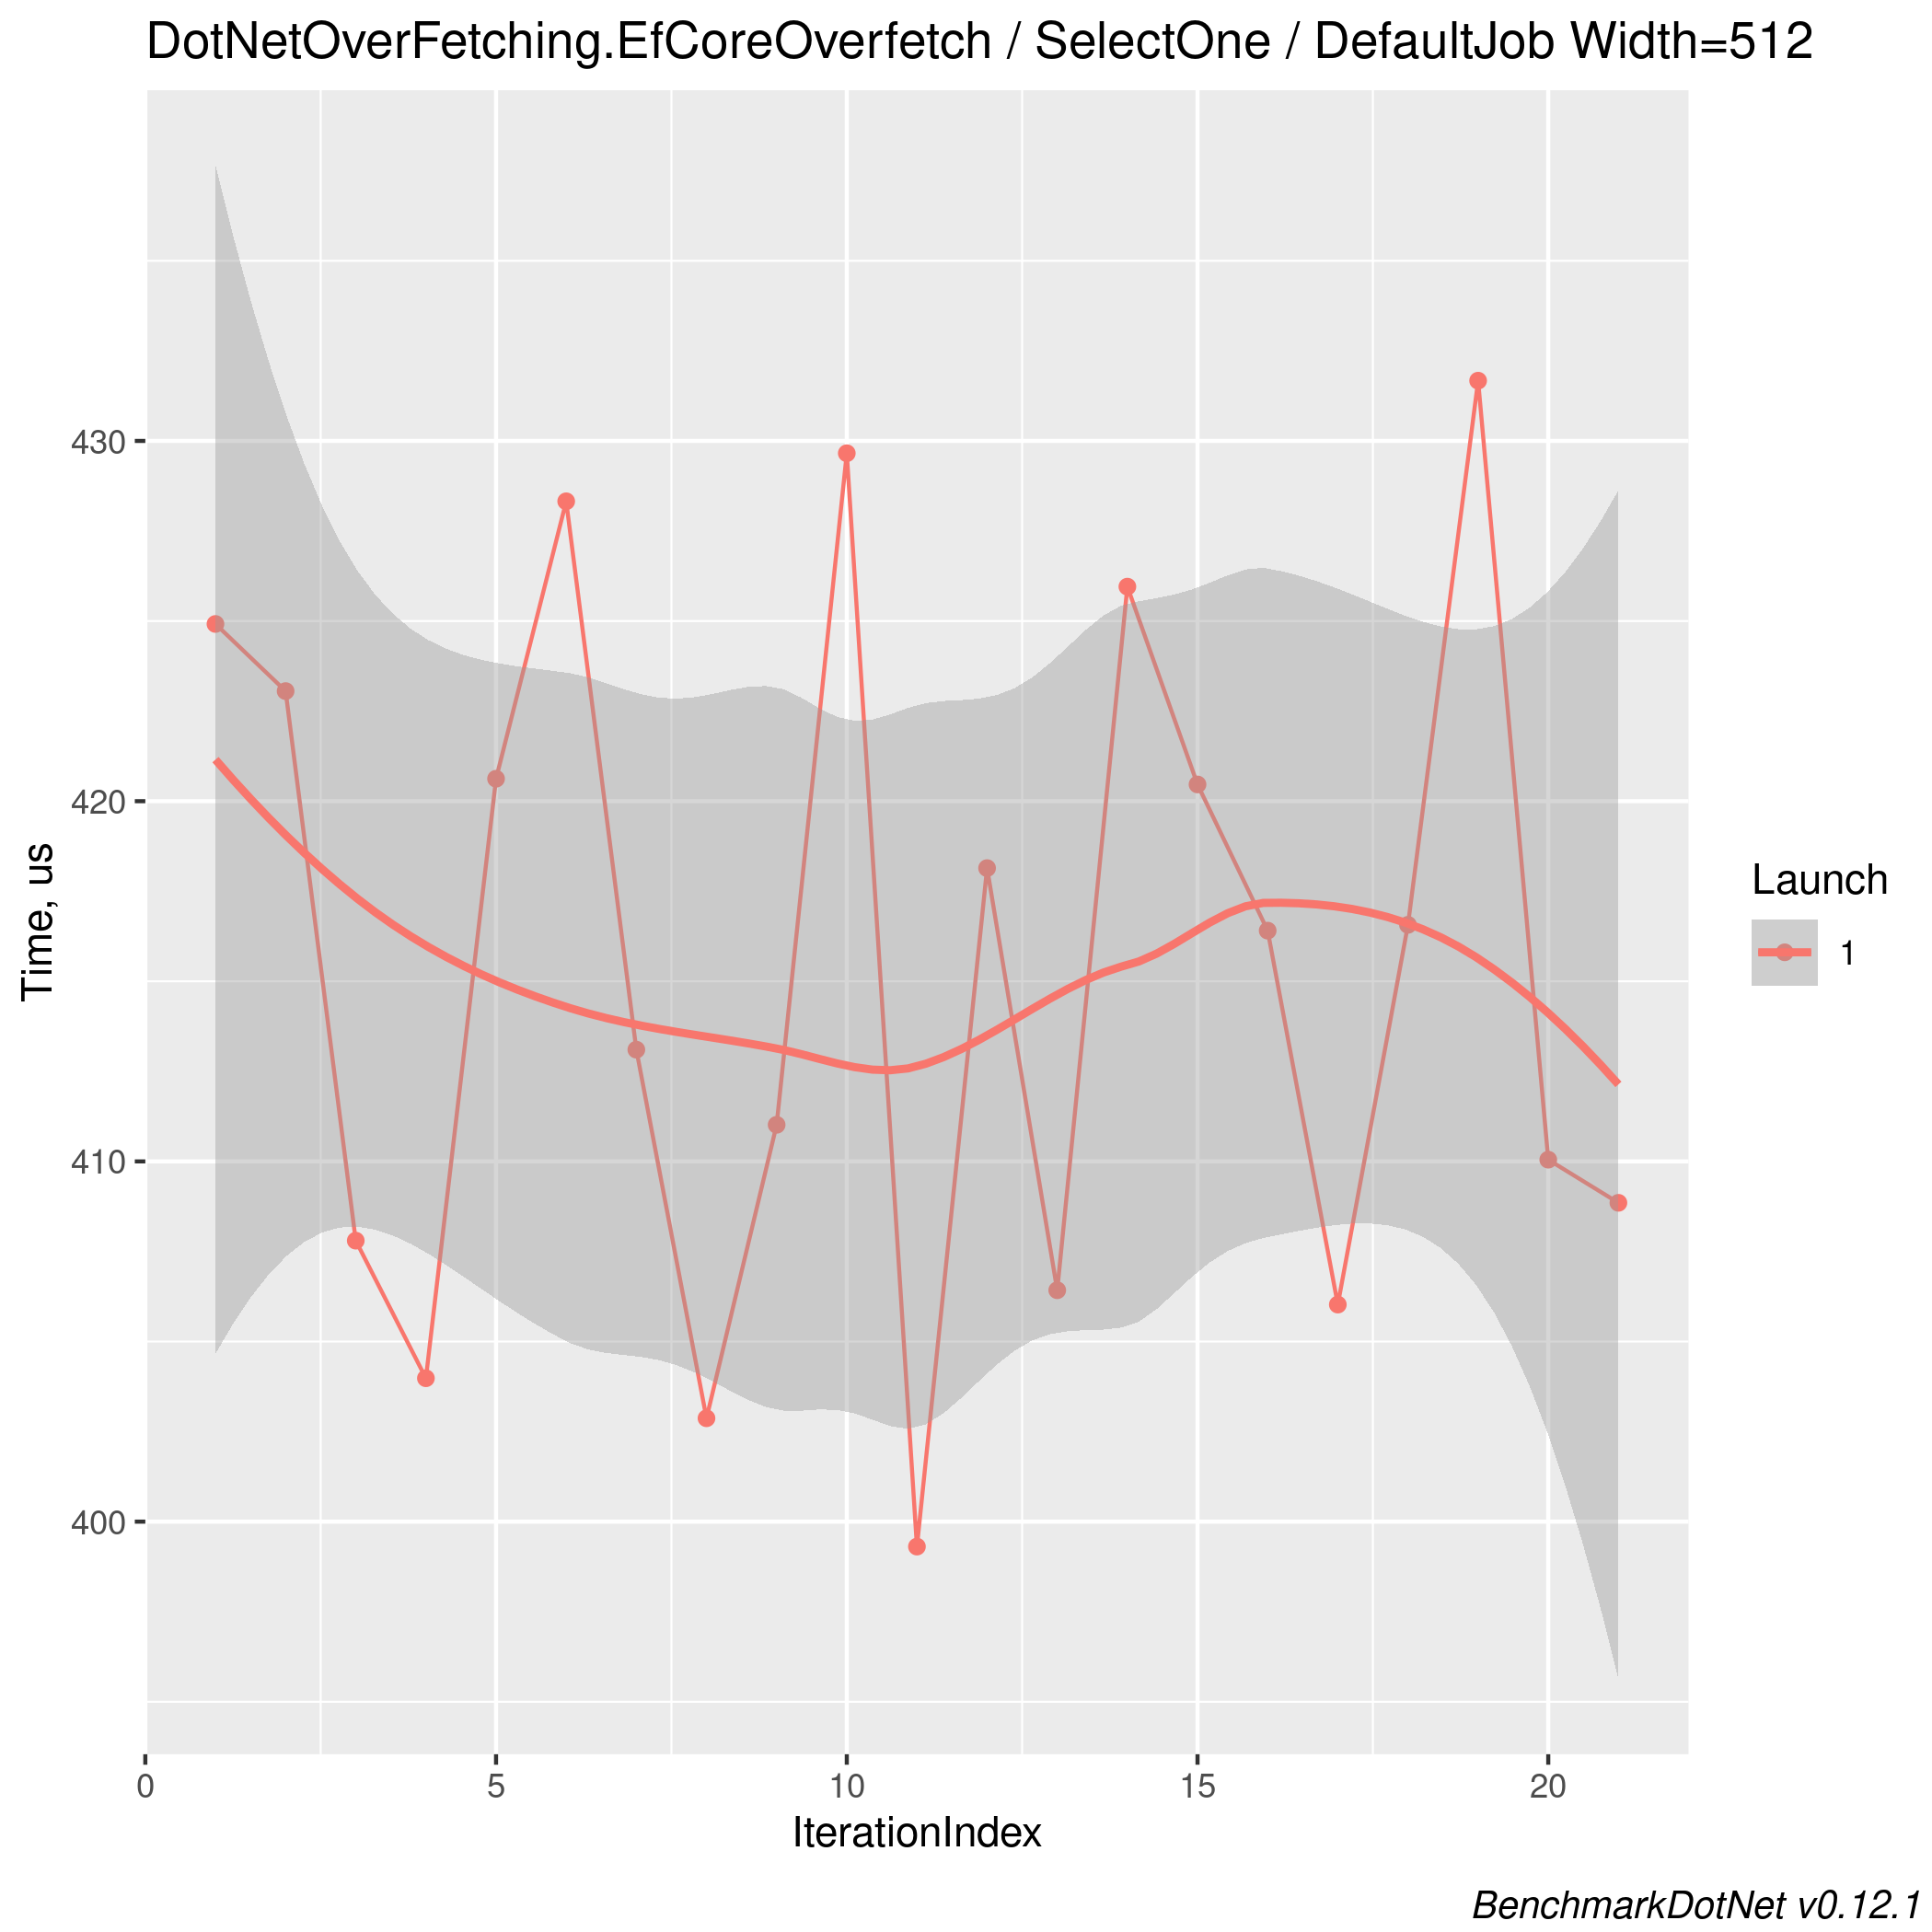 DotNetOverFetching.EfCoreOverfetch / SelectOne / DefaultJob Width=512
430
420
410
400
Time, us
0 5 10 15 20
IterationIndex
Launch
1
BenchmarkDotNet v0.12.1